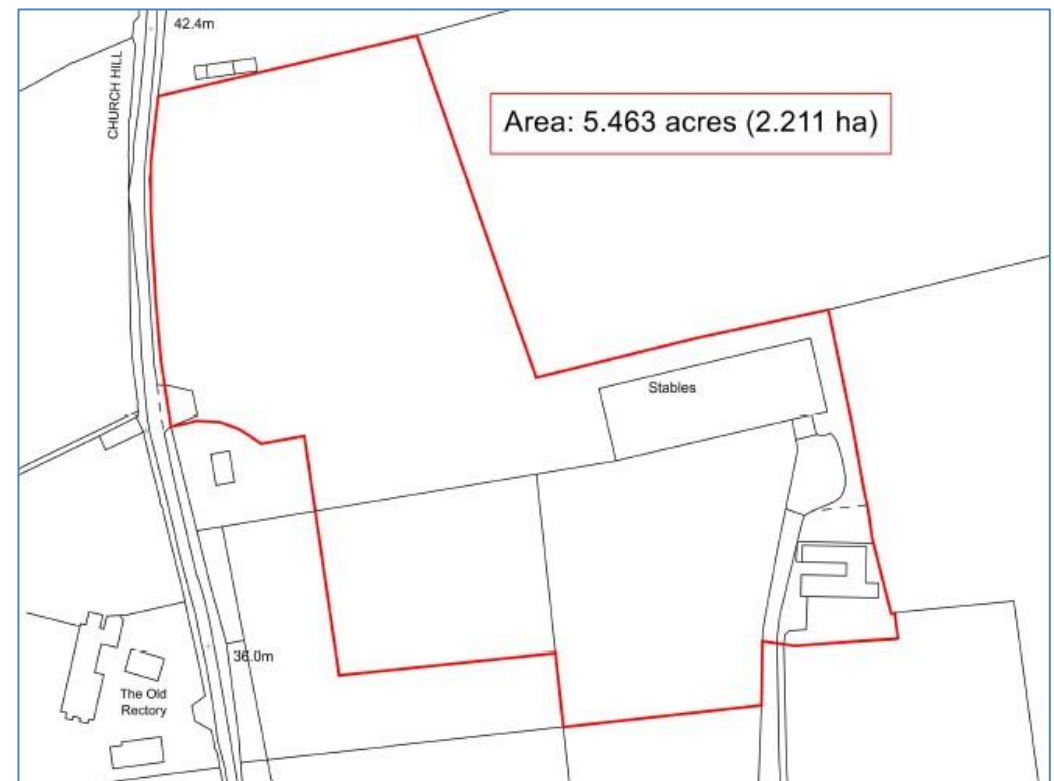 42.4m
CHURCH HILL
Area: 5.463 acres (2.211 ha)
Stables
36.0m
The Old
Rectory